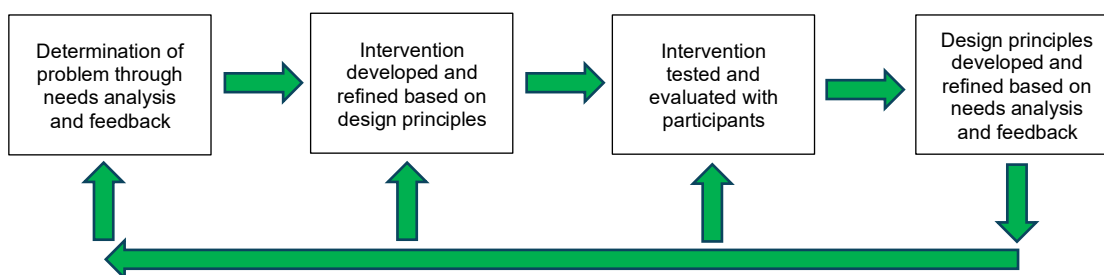 Determination of
problem through
needs analysis
and feedback
Intervention
developed and
refined based on
design principles
Intervention
tested and
evaluated with
participants
Design principles
developed and
refined based on
needs analysis
and feedback